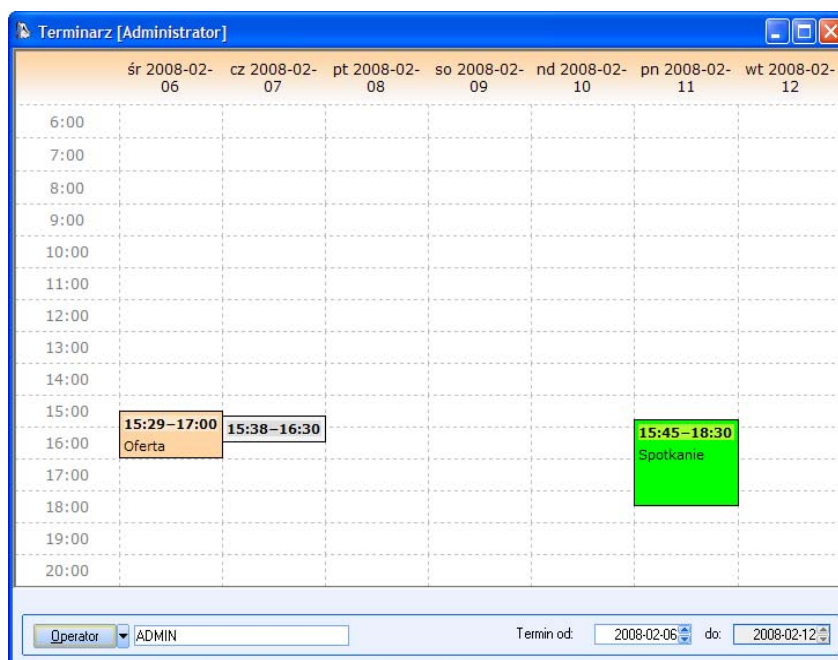 Terminarz [Administrator]
śr 2008-02-06 cz 2008-02-07 pt 2008-02-08 so 2008-02-09 nd 2008-02-10 pn 2008-02-11 wt 2008-02-12
6:00
7:00
8:00
9:00
10:00
11:00
12:00
13:00
14:00
15:00
15:29–17:00 15:38–16:30 15:45–18:30
16:00 Oferta Spotkanie
17:00
18:00
19:00
20:00
Operator ADMIN Termin od: 2008-02-06 do: 2008-02-12